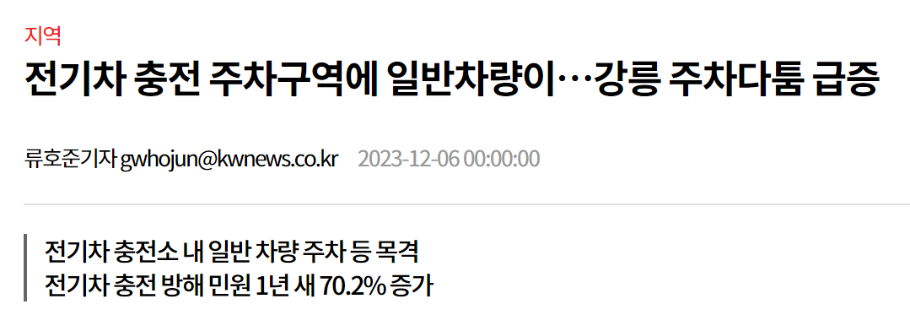 지역
전기차 충전 주차구역에 일반차량이…강릉 주차다툼 급증
류호준기자 gwhojun@kwnews.co.kr 2023-12-06 00:00:00
전기차 충전소 내 일반 차량 주차 등 목격
전기차 충전 방해 민원 1년 새 70.2% 증가